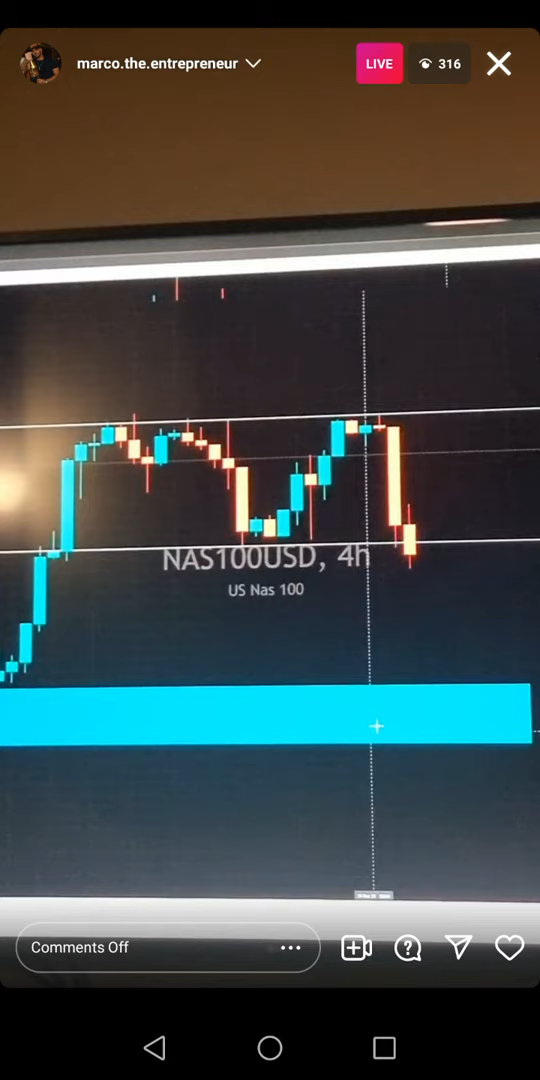 marco.the.entrepreneur
LIVE
316
NAS100USD, 4h
US Nas 100
Comments Off